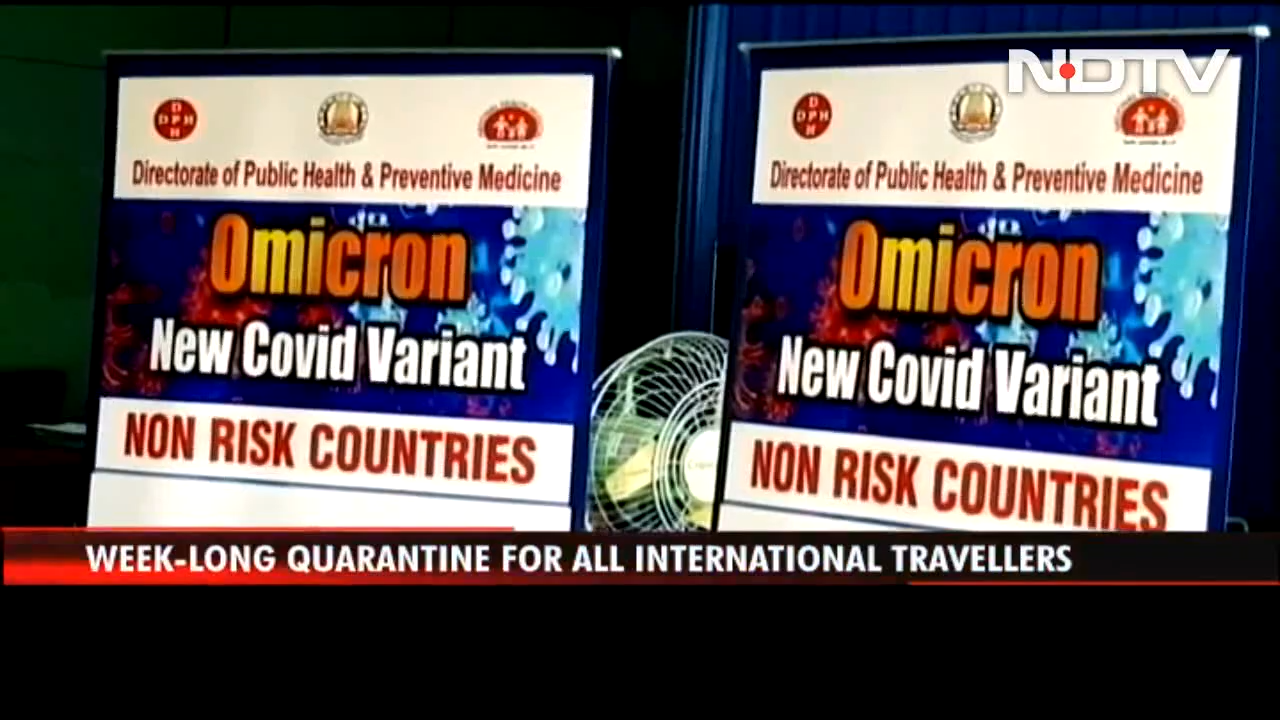 NDTV
D
DPH
H
Directorate of Public Health & Preventive Medicine
Omicron
New Covid Variant
NON RISK COUNTRIES
D
DPH
H
Directorate of Public Health & Preventive Medicine
Omicron
New Covid Variant
NON RISK COUNTRIES
WEEK-LONG QUARANTINE FOR ALL INTERNATIONAL TRAVELLERS